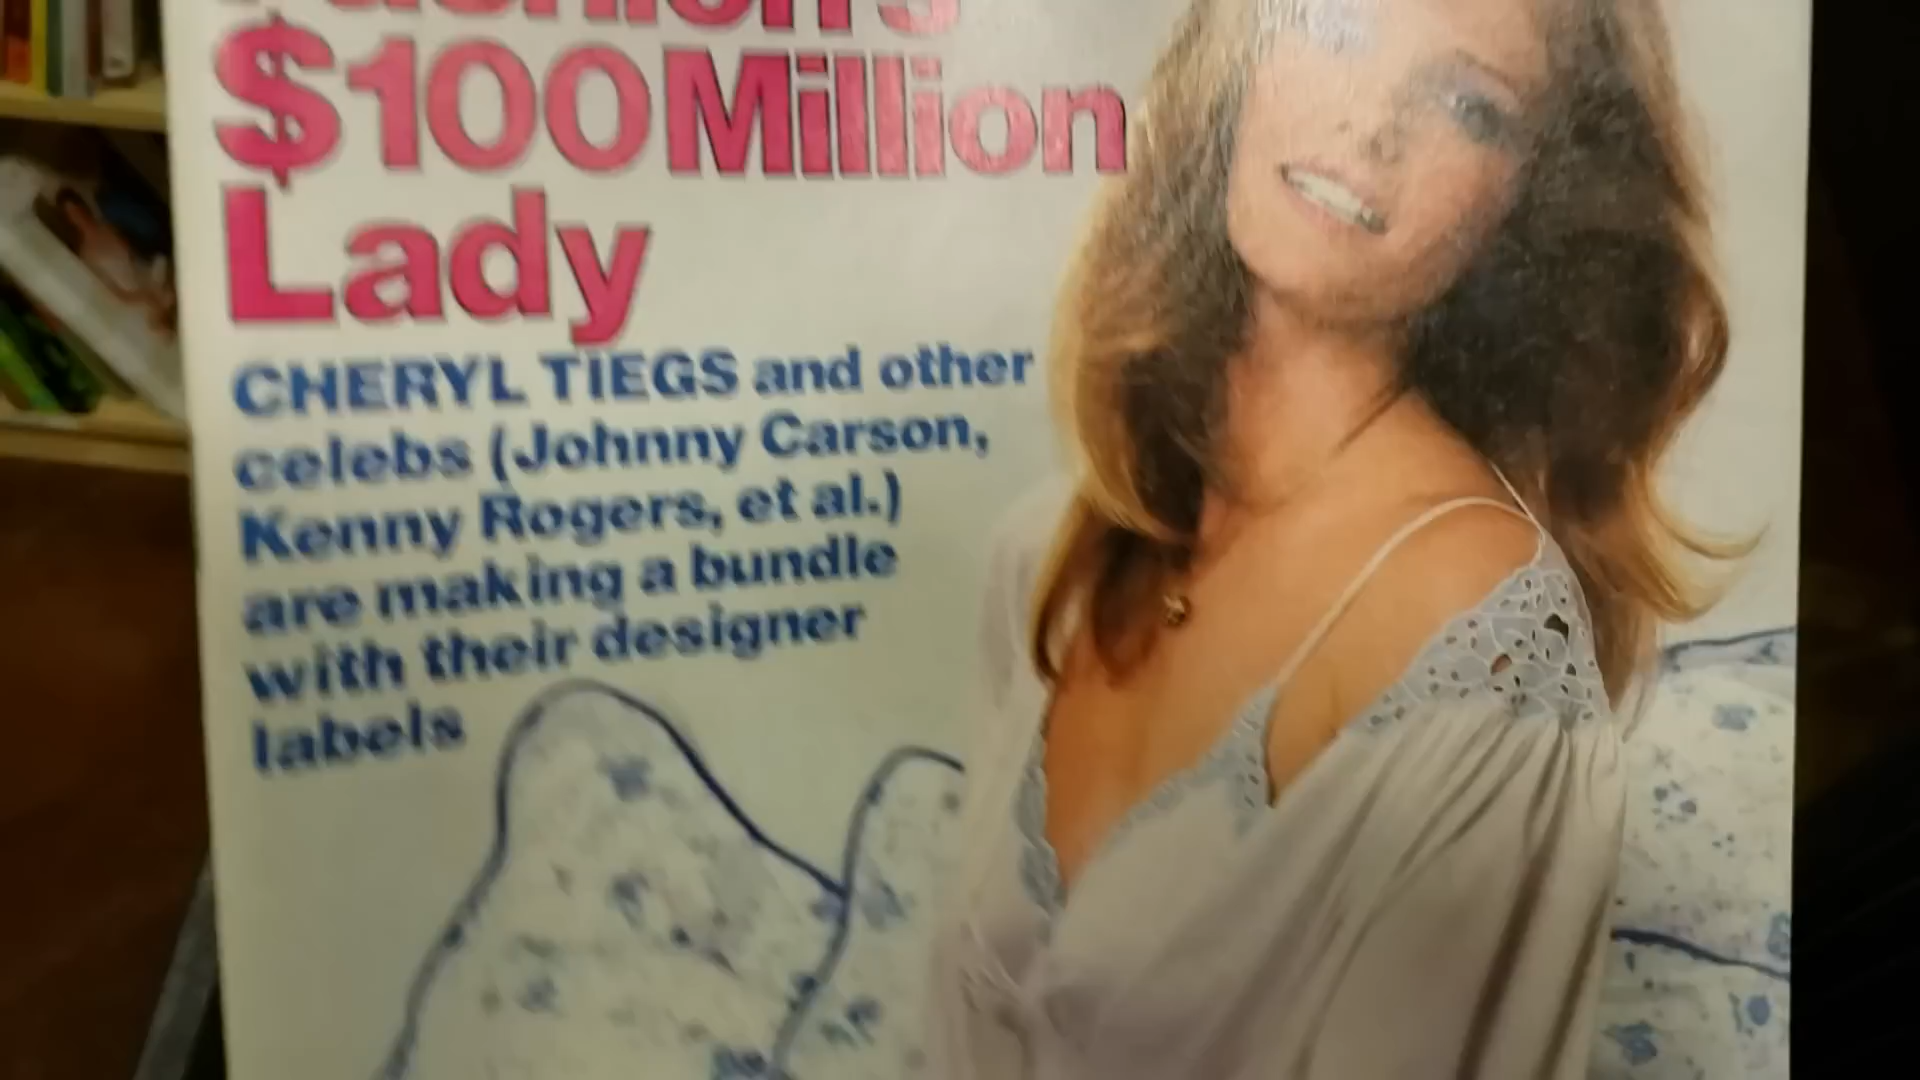 Fashion's
$100 Million
Lady
CHERYL TIEGS and other
celebs (Johnny Carson,
Kenny Rogers, et al.)
are making a bundle
with their designer
labels